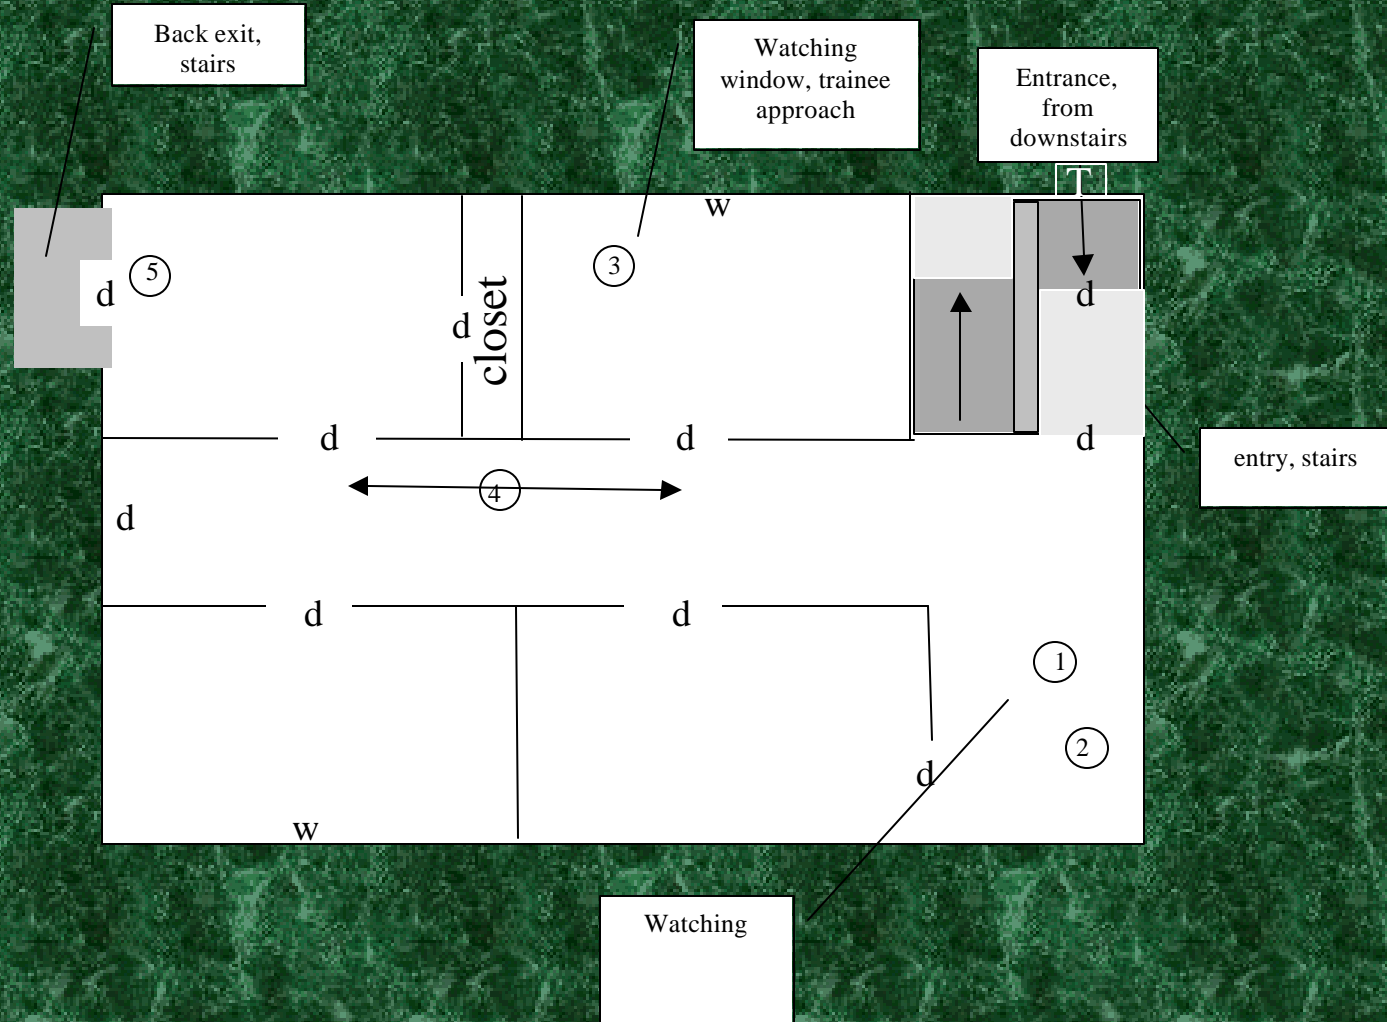 Back exit,
stairs
Watching
window, trainee
approach
Entrance,
from
downstairs
T
w
5
3
d
d
d
closet
d
d
d
entry, stairs
4
d
d
d
1
2
d
w
Watching